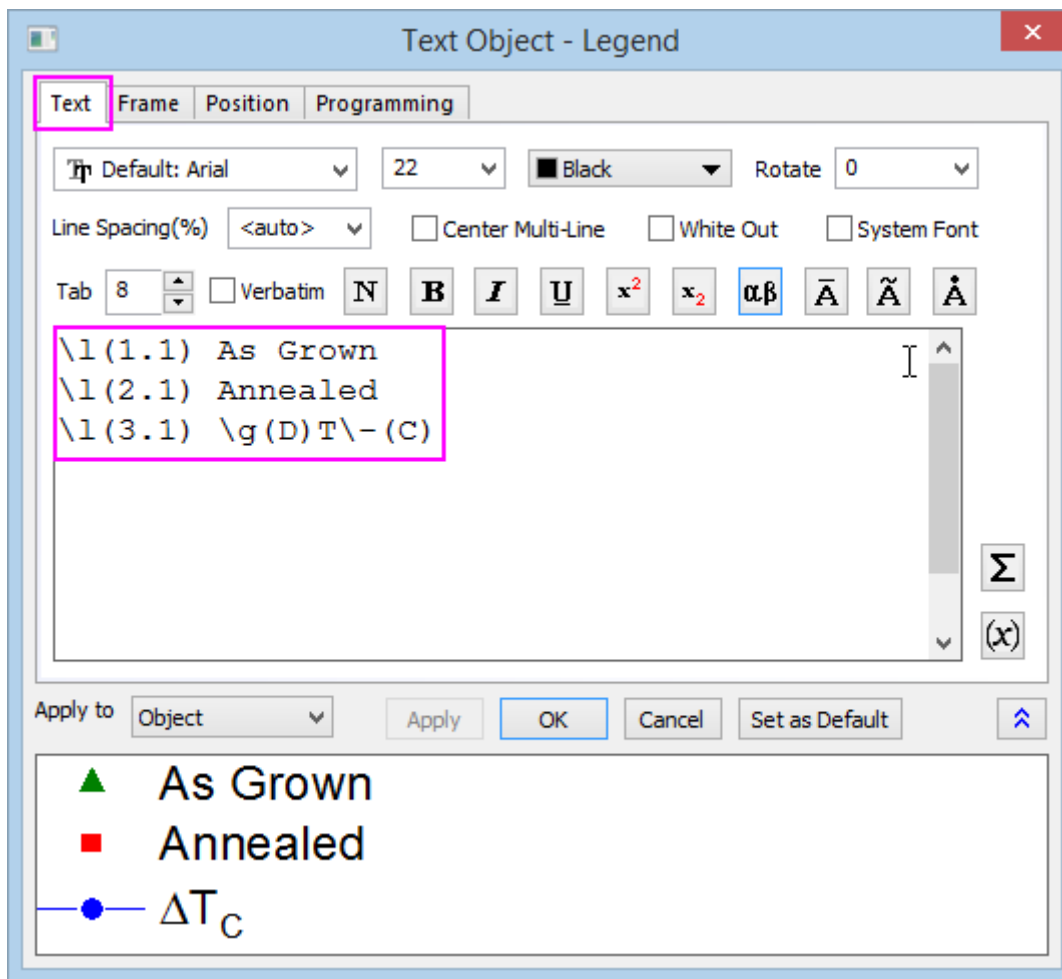 Text Object - Legend
Text Frame Position Programming
Default: Arial 22 Black Rotate 0
Line Spacing(%) <auto> Center Multi-Line White Out System Font
Tab 8 Verbatim N B I U x² x₂ αβ Ā Ã Å
\l(1.1) As Grown
\l(2.1) Annealed
\l(3.1) \g(D)T\-(C)
Σ
(x)
Apply to Object Apply OK Cancel Set as Default
As Grown
Annealed
ΔT_C